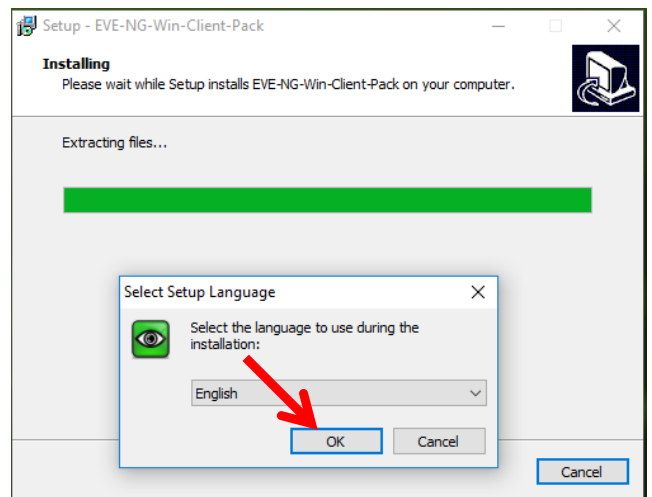 Setup - EVE-NG-Win-Client-Pack
Installing
Please wait while Setup installs EVE-NG-Win-Client-Pack on your computer.
Extracting files...
Select Setup Language
Select the language to use during the
installation:
English
OK Cancel
Cancel